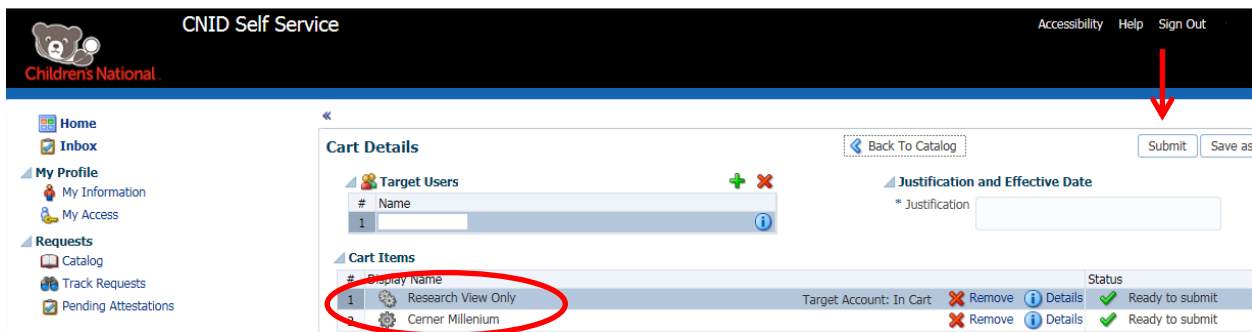 CNID Self Service
Accessibility Help Sign Out
Children's National
Home
Inbox
My Profile
My Information
My Access
Requests
Catalog
Track Requests
Pending Attestations
«
Cart Details
Back To Catalog
Submit
Save as
Target Users
# Name
1
Justification and Effective Date
* Justification
Cart Items
# Display Name Status
1 Research View Only Target Account: In Cart Remove Details Ready to submit
2 Cerner Millenium Remove Details Ready to submit